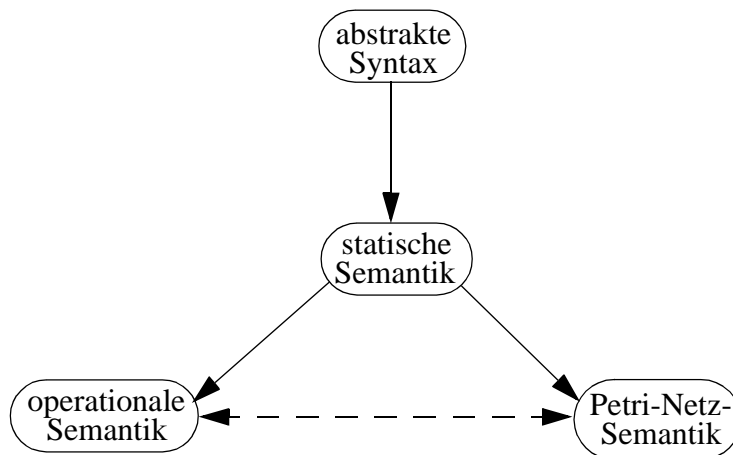 abstrakte
Syntax
statische
Semantik
operationale
Semantik
Petri-Netz-
Semantik